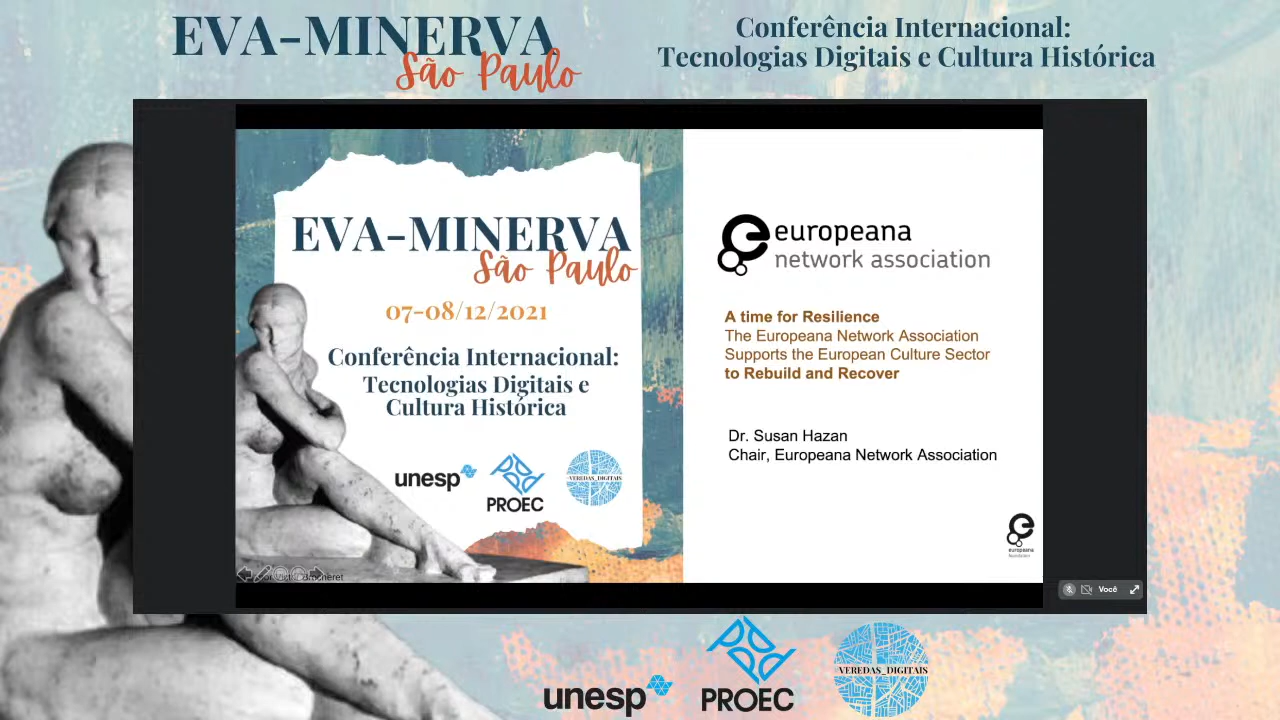 EVA-MINERVA
São Paulo
Conferência Internacional:
Tecnologias Digitais e Cultura Histórica
EVA-MINERVA
São Paulo
07-08/12/2021
Conferência Internacional:
Tecnologias Digitais e
Cultura Histórica
unesp
PROEC
VEREDAS_DIGITAIS
europeana
network association
A time for Resilience
The Europeana Network Association
Supports the European Culture Sector
to Rebuild and Recover
Dr. Susan Hazan
Chair, Europeana Network Association
europeana
Você
unesp
PROEC
VEREDAS_DIGITAIS